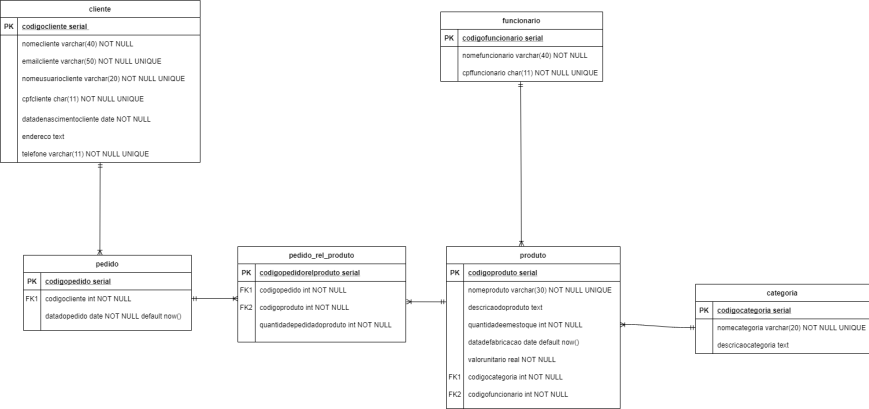 cliente
PK codigocliente serial
nomecliente varchar(40) NOT NULL
emailcliente varchar(50) NOT NULL UNIQUE
nomeusuariocliente varchar(20) NOT NULL UNIQUE
cpfcliente char(11) NOT NULL UNIQUE
datadenascimentocliente date NOT NULL
endereco text
telefone varchar(11) NOT NULL UNIQUE
funcionario
PK codigofuncionario serial
nomefuncionario varchar(40) NOT NULL
cpffuncionario char(11) NOT NULL UNIQUE
pedido
PK codigopedido serial
FK1 codigocliente int NOT NULL
datadopedido date NOT NULL default now()
pedido_rel_produto
PK codigopedidorelproduto serial
FK1 codigopedido int NOT NULL
FK2 codigoproduto int NOT NULL
quantidadepedidadoproduto int NOT NULL
produto
PK codigoproduto serial
nomeproduto varchar(30) NOT NULL UNIQUE
descricaodoproduto text
quantidadeemestoque int NOT NULL
datadefabricacao date default now()
valorunitario real NOT NULL
FK1 codigocategoria int NOT NULL
FK2 codigofuncionario int NOT NULL
categoria
PK codigocategoria serial
nomecategoria varchar(20) NOT NULL UNIQUE
descricaocategoria text